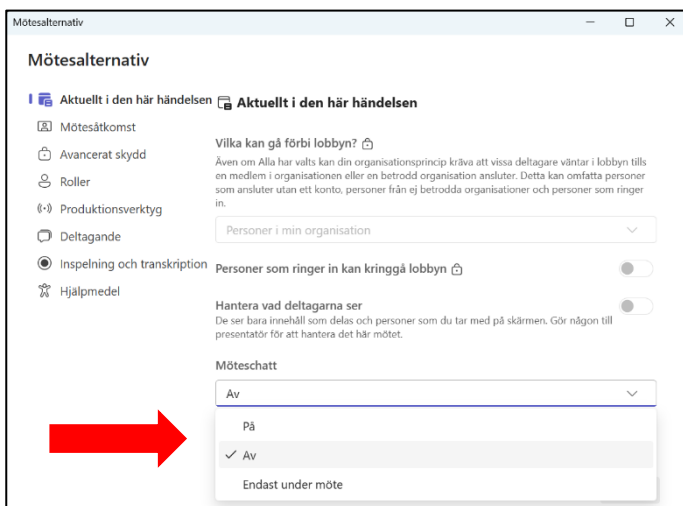 Mötesalternativ
Mötesalternativ
Aktuellt i den här händelsen
Mötesåtkomst
Avancerat skydd
Roller
Produktionsverktyg
Deltagande
Inspelning och transkription
Hjälpmedel
Aktuellt i den här händelsen
Vilka kan gå förbi lobbyn?
Även om Alla har valts kan din organisationsprincip kräva att vissa deltagare väntar i lobbyn tills
en medlem i organisationen eller en betrodd organisation ansluter. Detta kan omfatta personer
som ansluter utan ett konto, personer från ej betrodda organisationer och personer som ringer
in.
Personer i min organisation
Personer som ringer in kan kringgå lobbyn
Hantera vad deltagarna ser
De ser bara innehåll som delas och personer som du tar med på skärmen. Gör någon till
presentatör för att hantera det här mötet.
Möteschatt
Av
På
Av
Endast under möte